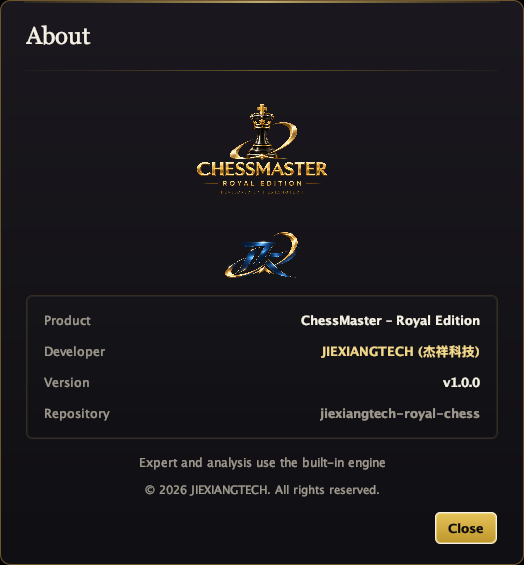 About
CHESSMASTER
ROYAL EDITION
Product ChessMaster – Royal Edition
Developer JIEXIANGTECH (杰祥科技)
Version v1.0.0
Repository jiexiangtech-royal-chess
Expert and analysis use the built-in engine
© 2026 JIEXIANGTECH. All rights reserved.
Close